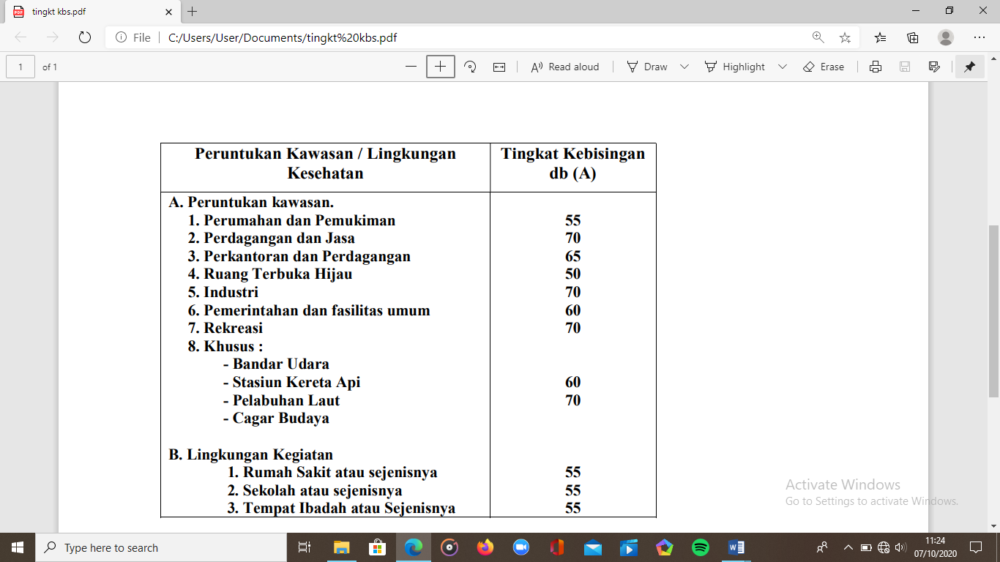 tingkt kbs.pdf
File
C:/Users/User/Documents/tingkt%20kbs.pdf
1 of 1
Read aloud
Draw
Highlight
Erase
Peruntukan Kawasan / Lingkungan Kesehatan
Tingkat Kebisingan db (A)
A. Peruntukan kawasan.
1. Perumahan dan Pemukiman 55
2. Perdagangan dan Jasa 70
3. Perkantoran dan Perdagangan 65
4. Ruang Terbuka Hijau 50
5. Industri 70
6. Pemerintahan dan fasilitas umum 60
7. Rekreasi 70
8. Khusus :
- Bandar Udara
- Stasiun Kereta Api 60
- Pelabuhan Laut 70
- Cagar Budaya
B. Lingkungan Kegiatan
1. Rumah Sakit atau sejenisnya 55
2. Sekolah atau sejenisnya 55
3. Tempat Ibadah atau Sejenisnya 55
Activate Windows
Go to Settings to activate Windows.
Type here to search
11:24
07/10/2020